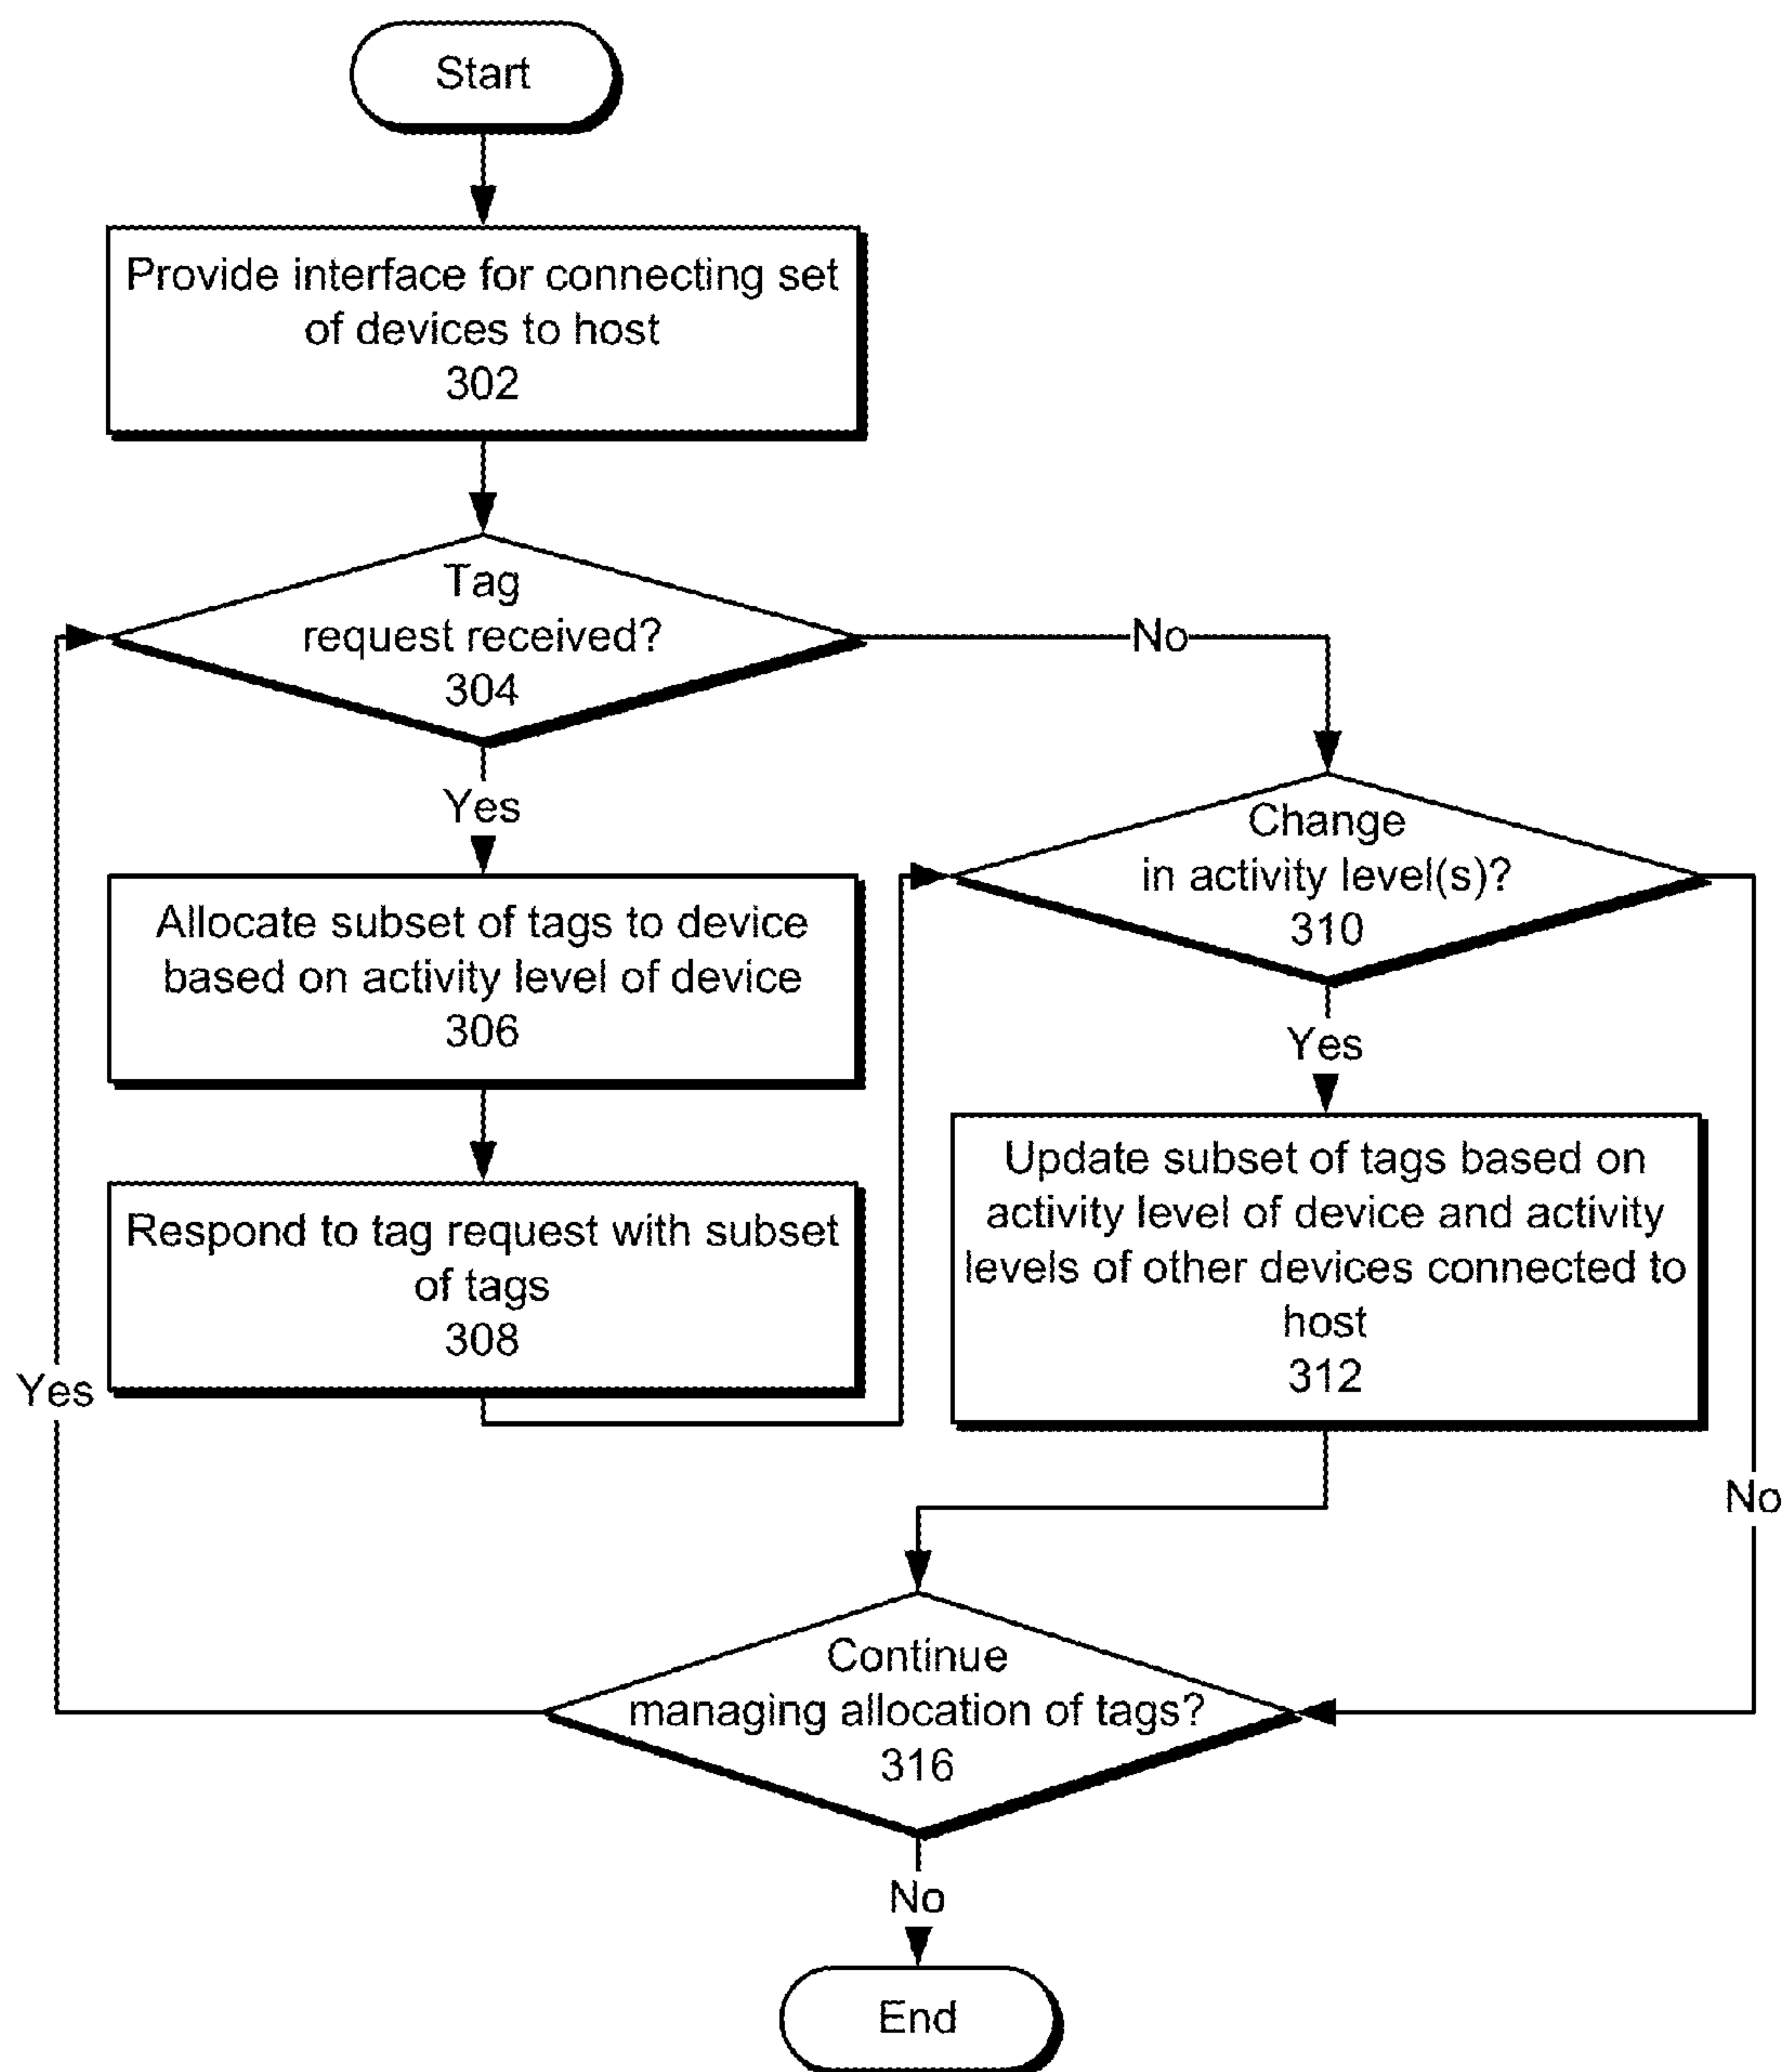 Start
Provide interface for connecting set
of devices to host
302
Tag
request received?
304
No
Yes
Change
in activity level(s)?
310
Allocate subset of tags to device
based on activity level of device
306
Yes
Update subset of tags based on
activity level of device and activity
levels of other devices connected to
host
312
Respond to tag request with subset
of tags
308
Yes
No
Continue
managing allocation of tags?
316
No
End